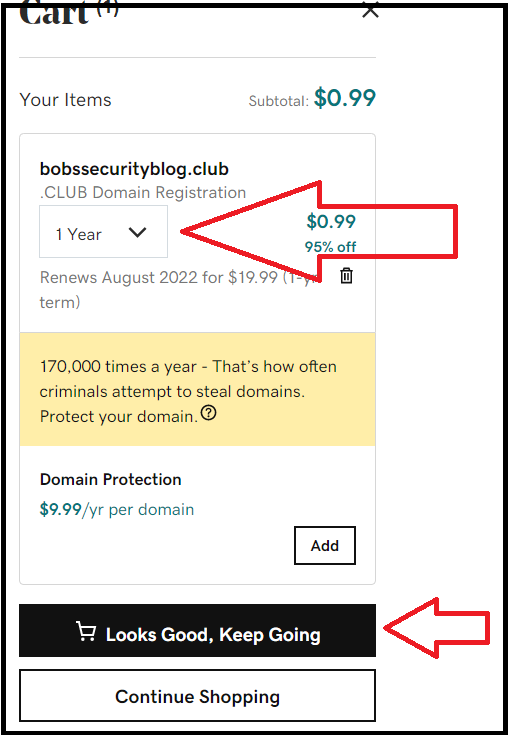 Cart (1)
Your Items Subtotal: $0.99
bobssecurityblog.club
.CLUB Domain Registration
1 Year $0.99
95% off
Renews August 2022 for $19.99 (1-yr
term)
170,000 times a year - That's how often
criminals attempt to steal domains.
Protect your domain.
Domain Protection
$9.99/yr per domain
Add
Looks Good, Keep Going
Continue Shopping